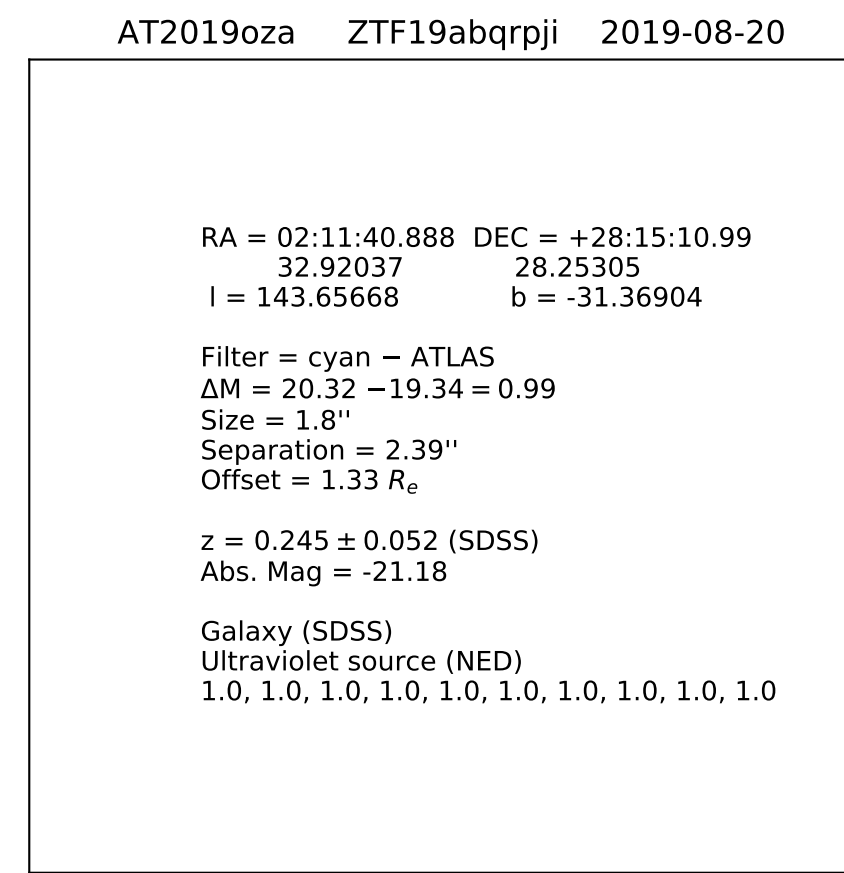 AT2019oza ZTF19abqrpji 2019-08-20
RA = 02:11:40.888 DEC = +28:15:10.99
32.92037 28.25305
l = 143.65668 b = -31.36904
Filter = cyan − ATLAS
ΔM = 20.32 −19.34 = 0.99
Size = 1.8''
Separation = 2.39''
Offset = 1.33 Rₑ
z = 0.245 ± 0.052 (SDSS)
Abs. Mag = -21.18
Galaxy (SDSS)
Ultraviolet source (NED)
1.0, 1.0, 1.0, 1.0, 1.0, 1.0, 1.0, 1.0, 1.0, 1.0